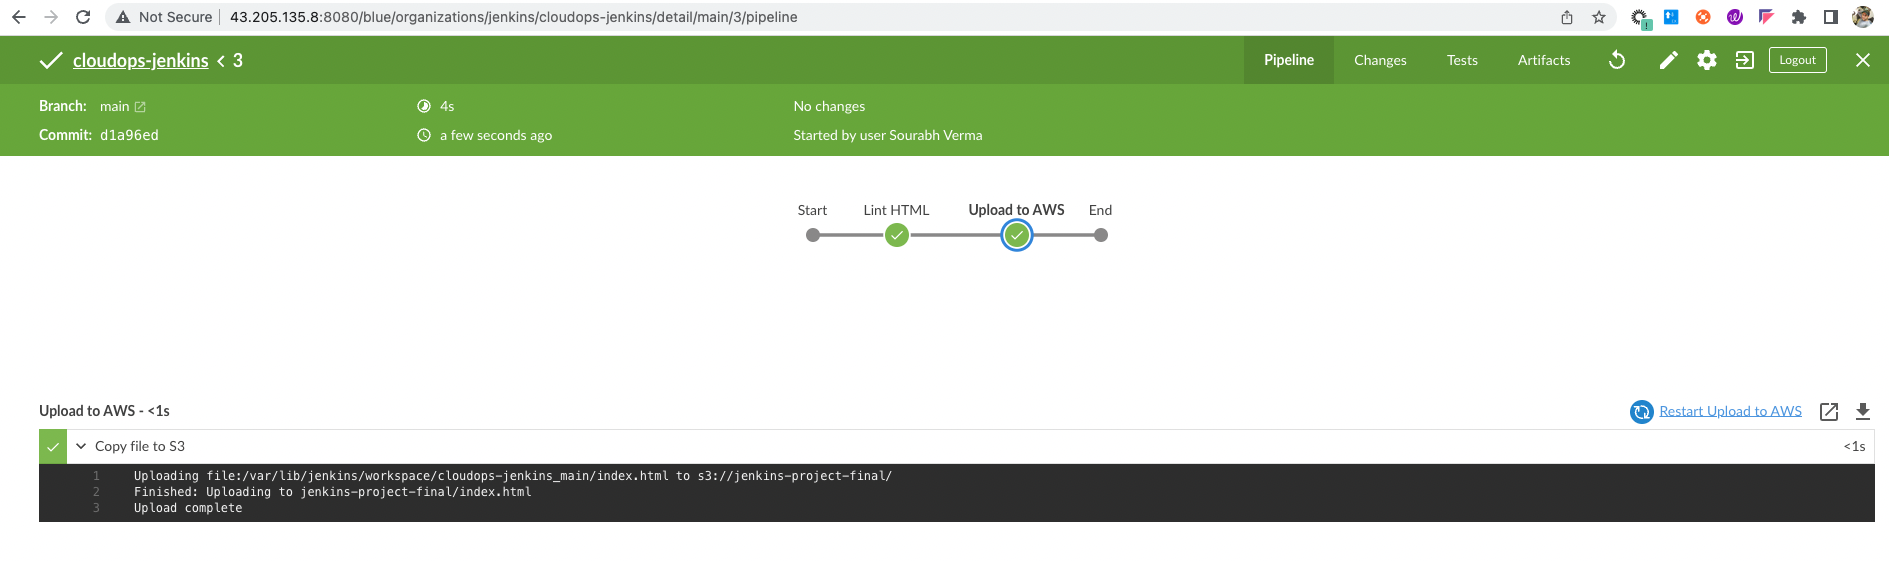 Not Secure 43.205.135.8:8080/blue/organizations/jenkins/cloudops-jenkins/detail/main/3/pipeline
cloudops-jenkins < 3 Pipeline Changes Tests Artifacts Logout
Branch: main 4s No changes
Commit: d1a96ed a few seconds ago Started by user Sourabh Verma
Start Lint HTML Upload to AWS End
Upload to AWS - <1s Restart Upload to AWS
Copy file to S3 <1s
1 Uploading file:/var/lib/jenkins/workspace/cloudops-jenkins_main/index.html to s3://jenkins-project-final/
2 Finished: Uploading to jenkins-project-final/index.html
3 Upload complete